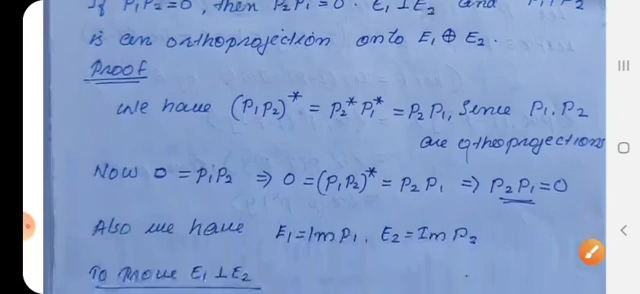 If P₁P₂=0, then P₂P₁=0. E₁⊥E₂ and
is an orthoprojection onto E₁ ⊕ E₂.
Proof
We have (P₁P₂)* = P₂* P₁* = P₂P₁, Since P₁, P₂
are orthoprojections
Now 0 = P₁P₂ ⇒ 0 = (P₁P₂)* = P₂P₁ ⇒ P₂P₁=0
Also we have E₁=Im P₁. E₂=Im P₂
To prove E₁⊥E₂